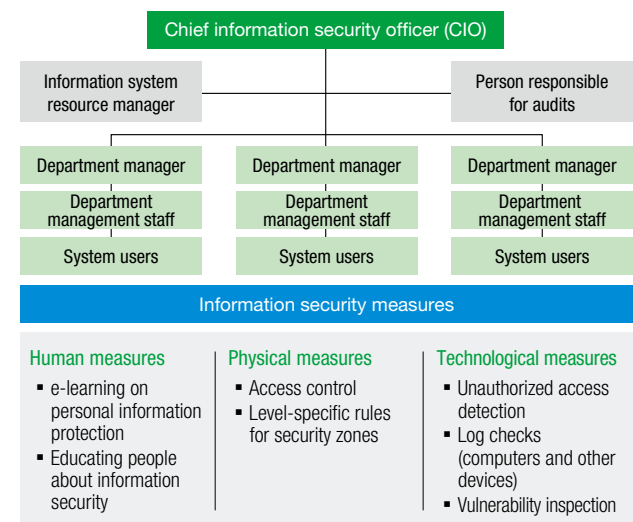 Chief information security officer (CIO)
Information system
resource manager
Person responsible
for audits
Department manager
Department manager
Department manager
Department
management staff
Department
management staff
Department
management staff
System users
System users
System users
Information security measures
Human measures
▪ e-learning on
personal information
protection
▪ Educating people
about information
security
Physical measures
▪ Access control
▪ Level-specific rules
for security zones
Technological measures
▪ Unauthorized access
detection
▪ Log checks
(computers and other
devices)
▪ Vulnerability inspection